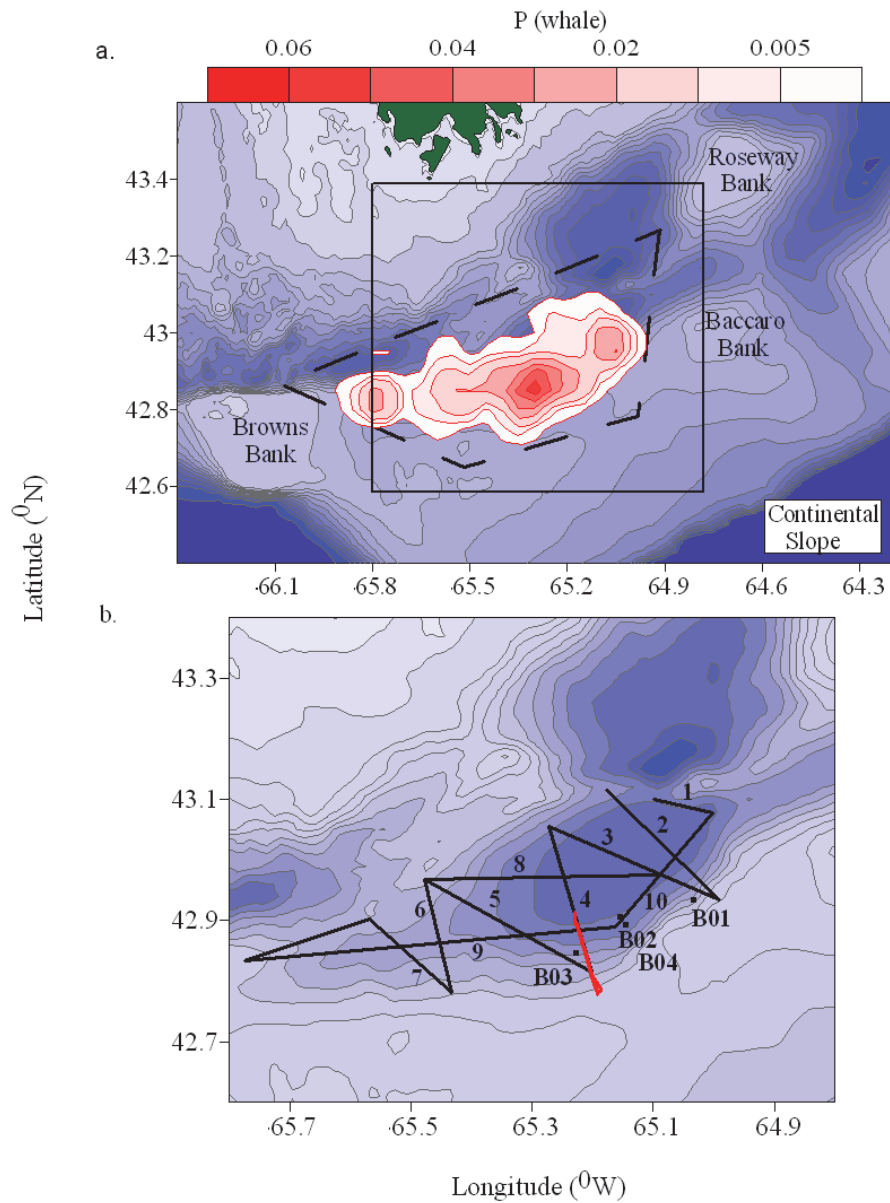 P (whale)
a.
0.06 0.04 0.02 0.005
Roseway
Bank
43.4
43.2
43
Baccaro
Bank
42.8
Browns
Bank
42.6
Continental
Slope
Latitude (⁰N)
-66.1 -65.8 -65.5 -65.2 -64.9 -64.6 -64.3
b.
43.3
43.1
1
2
3
8
5
4
10
6
B01
42.9
B02
9
B04
B03
7
42.7
-65.7 -65.5 -65.3 -65.1 -64.9
Longitude (⁰W)